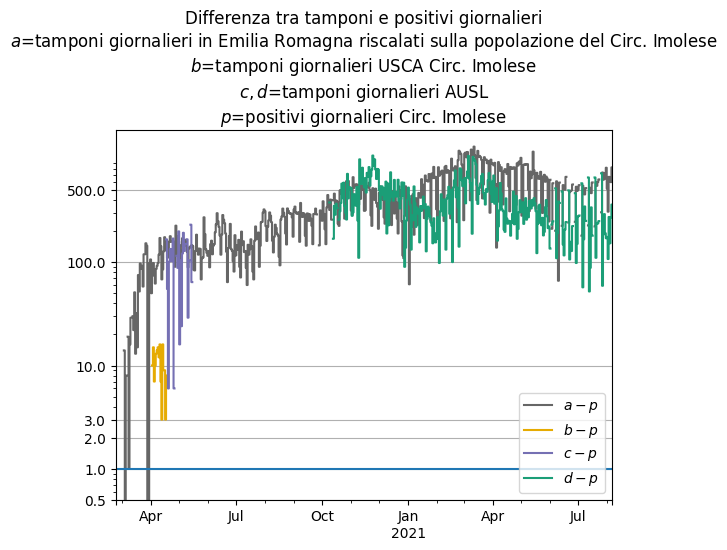 Differenza tra tamponi e positivi giornalieri
a=tamponi giornalieri in Emilia Romagna riscalati sulla popolazione del Circ. Imolese
b=tamponi giornalieri USCA Circ. Imolese
c, d=tamponi giornalieri AUSL
p=positivi giornalieri Circ. Imolese
500.0
100.0
10.0
3.0
2.0
1.0
0.5
a − p
b − p
c − p
d − p
Apr Jul Oct Jan Apr Jul
2021